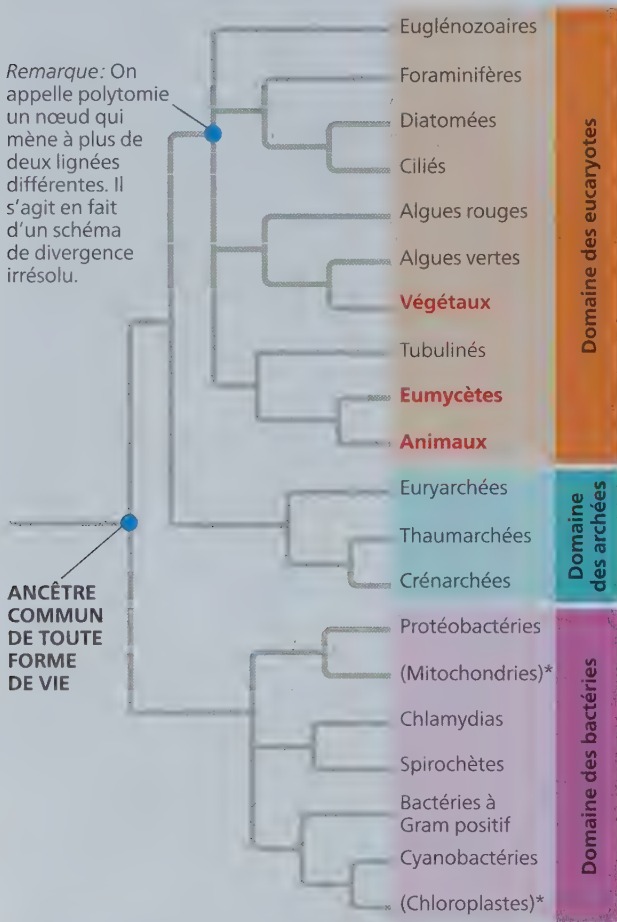 Remarque: On
appelle polytomie
un nœud qui
mène à plus de
deux lignées
différentes. Il
s'agit en fait
d'un schéma
de divergence
irrésolu.
ANCÊTRE
COMMUN
DE TOUTE
FORME
DE VIE
Euglénozoaires
Foraminifères
Diatomées
Ciliés
Algues rouges
Algues vertes
Végétaux
Tubulinés
Eumycètes
Animaux
Domaine des eucaryotes
Euryarchées
Thaumarchées
Crénarchées
Domaine
des archées
Protéobactéries
(Mitochondries)*
Chlamydias
Spirochètes
Bactéries à
Gram positif
Cyanobactéries
(Chloroplastes)*
Domaine des bactéries